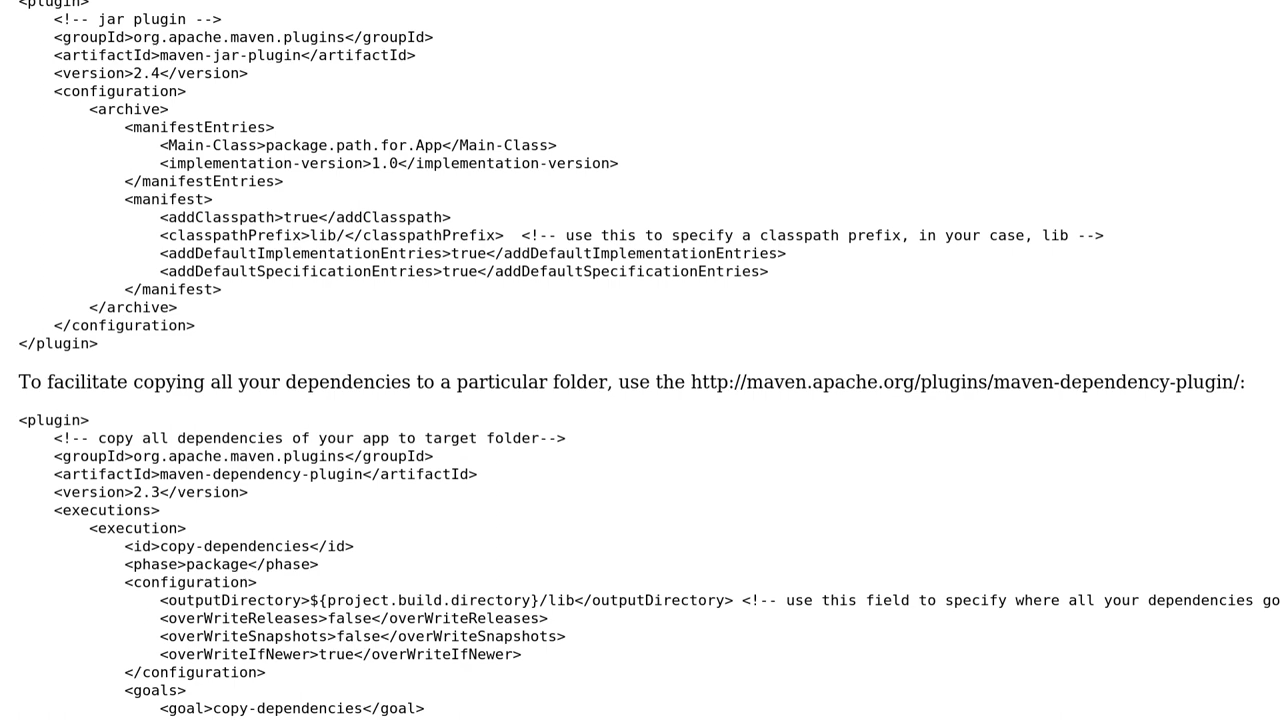 <plugin>
    <!-- jar plugin -->
    <groupId>org.apache.maven.plugins</groupId>
    <artifactId>maven-jar-plugin</artifactId>
    <version>2.4</version>
    <configuration>
        <archive>
            <manifestEntries>
                <Main-Class>package.path.for.App</Main-Class>
                <implementation-version>1.0</implementation-version>
            </manifestEntries>
            <manifest>
                <addClasspath>true</addClasspath>
                <classpathPrefix>lib/</classpathPrefix>  <!-- use this to specify a classpath prefix, in your case, lib -->
                <addDefaultImplementationEntries>true</addDefaultImplementationEntries>
                <addDefaultSpecificationEntries>true</addDefaultSpecificationEntries>
            </manifest>
        </archive>
    </configuration>
</plugin>
To facilitate copying all your dependencies to a particular folder, use the http://maven.apache.org/plugins/maven-dependency-plugin/:
<plugin>
    <!-- copy all dependencies of your app to target folder-->
    <groupId>org.apache.maven.plugins</groupId>
    <artifactId>maven-dependency-plugin</artifactId>
    <version>2.3</version>
    <executions>
        <execution>
            <id>copy-dependencies</id>
            <phase>package</phase>
            <configuration>
                <outputDirectory>${project.build.directory}/lib</outputDirectory> <!-- use this field to specify where all your dependencies go
                <overWriteReleases>false</overWriteReleases>
                <overWriteSnapshots>false</overWriteSnapshots>
                <overWriteIfNewer>true</overWriteIfNewer>
            </configuration>
            <goals>
                <goal>copy-dependencies</goal>